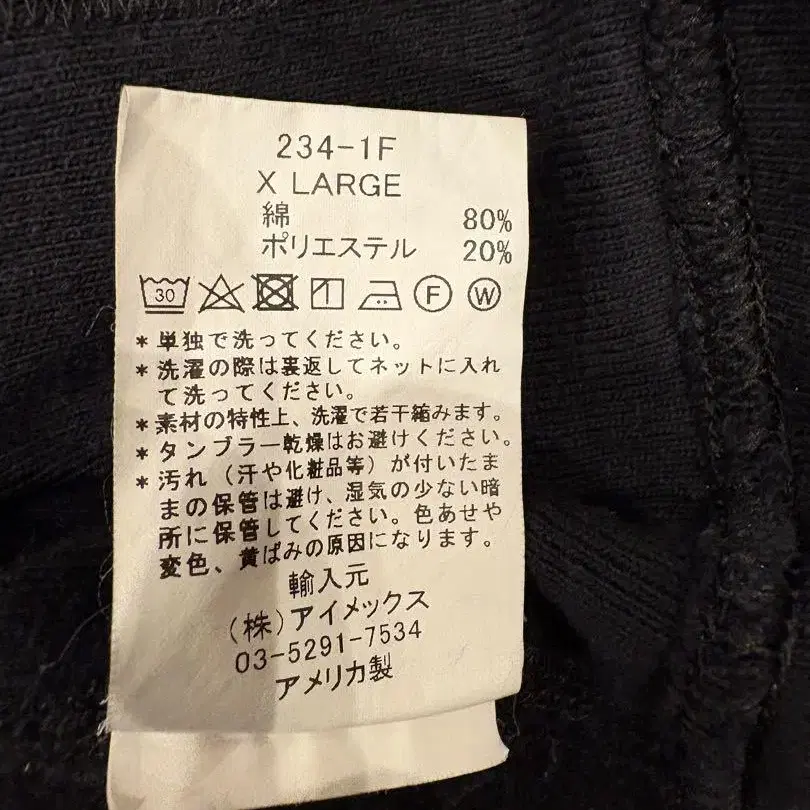 234-1F
X LARGE
綿 80%
ポリエステル 20%
30 F W
*単独で洗ってください。
*洗濯の際は裏返してネットに入れ
て洗ってください。
*素材の特性上、洗濯で若干縮みます。
*タンブラー乾燥はお避けください。
*汚れ（汗や化粧品等）が付いたま
まの保管は避け、湿気の少ない暗
所に保管してください。色あせや
変色、黄ばみの原因になります。
輸入元
（株）アイメックス
03-5291-7534
アメリカ製